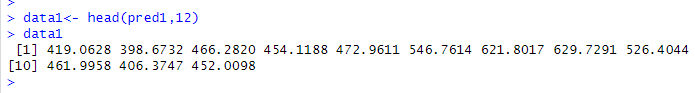 >
> data1<- head(pred1,12)
> data1
 [1] 419.0628 398.6732 466.2820 454.1188 472.9611 546.7614 621.8017 629.7291 526.4044
[10] 461.9958 406.3747 452.0098
>